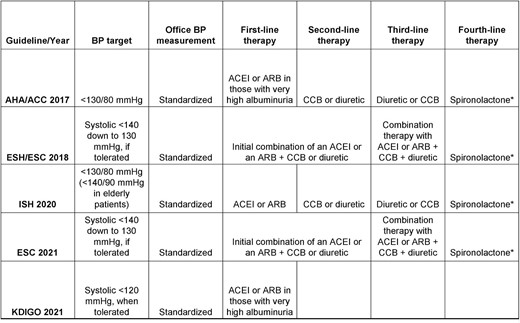 Guideline/Year BP target Office BP measurement First-line therapy Second-line therapy Third-line therapy Fourth-line therapy
AHA/ACC 2017 <130/80 mmHg Standardized ACEI or ARB in those with very high albuminuria CCB or diuretic Diuretic or CCB Spironolactone*
ESH/ESC 2018 Systolic <140 down to 130 mmHg, if tolerated Standardized Initial combination of an ACEI or an ARB + CCB or diuretic Combination therapy with ACEI or ARB + CCB + diuretic Spironolactone*
ISH 2020 <130/80 mmHg (<140/90 mmHg in elderly patients) Standardized ACEI or ARB CCB or diuretic Diuretic or CCB Spironolactone*
ESC 2021 Systolic <140 down to 130 mmHg, if tolerated Standardized Initial combination of an ACEI or an ARB + CCB or diuretic Combination therapy with ACEI or ARB + CCB + diuretic Spironolactone*
KDIGO 2021 Systolic <120 mmHg, when tolerated Standardized ACEI or ARB in those with very high albuminuria